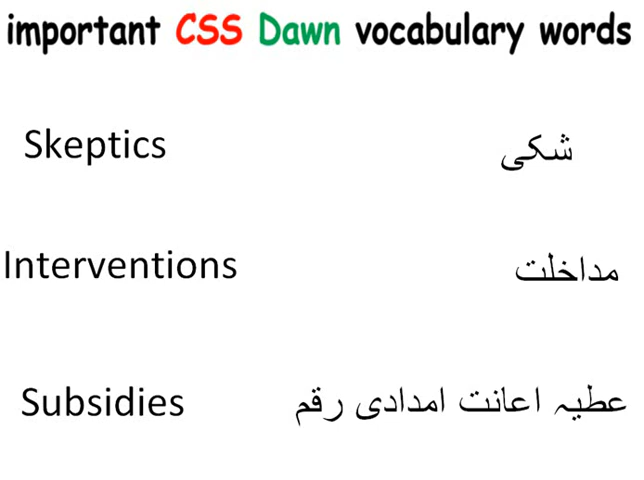 important CSS Dawn vocabulary words
Skeptics شکی
Interventions مداخلت
Subsidies عطیہ اعانت امدادی رقم